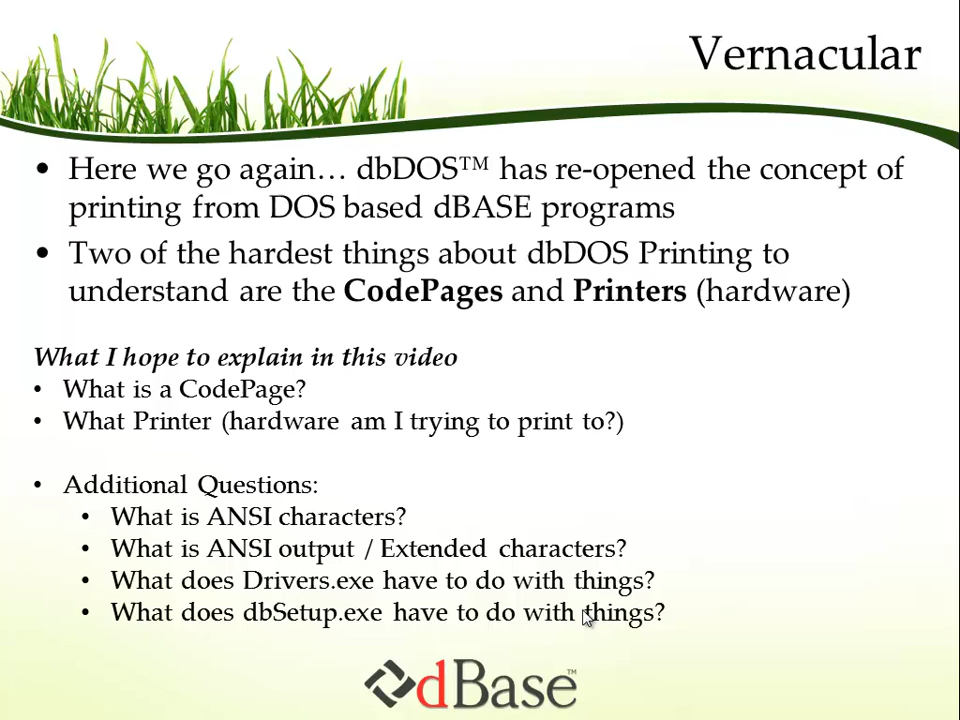 Vernacular
• Here we go again… dbDOS™ has re-opened the concept of
printing from DOS based dBASE programs
• Two of the hardest things about dbDOS Printing to
understand are the CodePages and Printers (hardware)
What I hope to explain in this video
• What is a CodePage?
• What Printer (hardware am I trying to print to?)
• Additional Questions:
• What is ANSI characters?
• What is ANSI output / Extended characters?
• What does Drivers.exe have to do with things?
• What does dbSetup.exe have to do with things?
dBase™